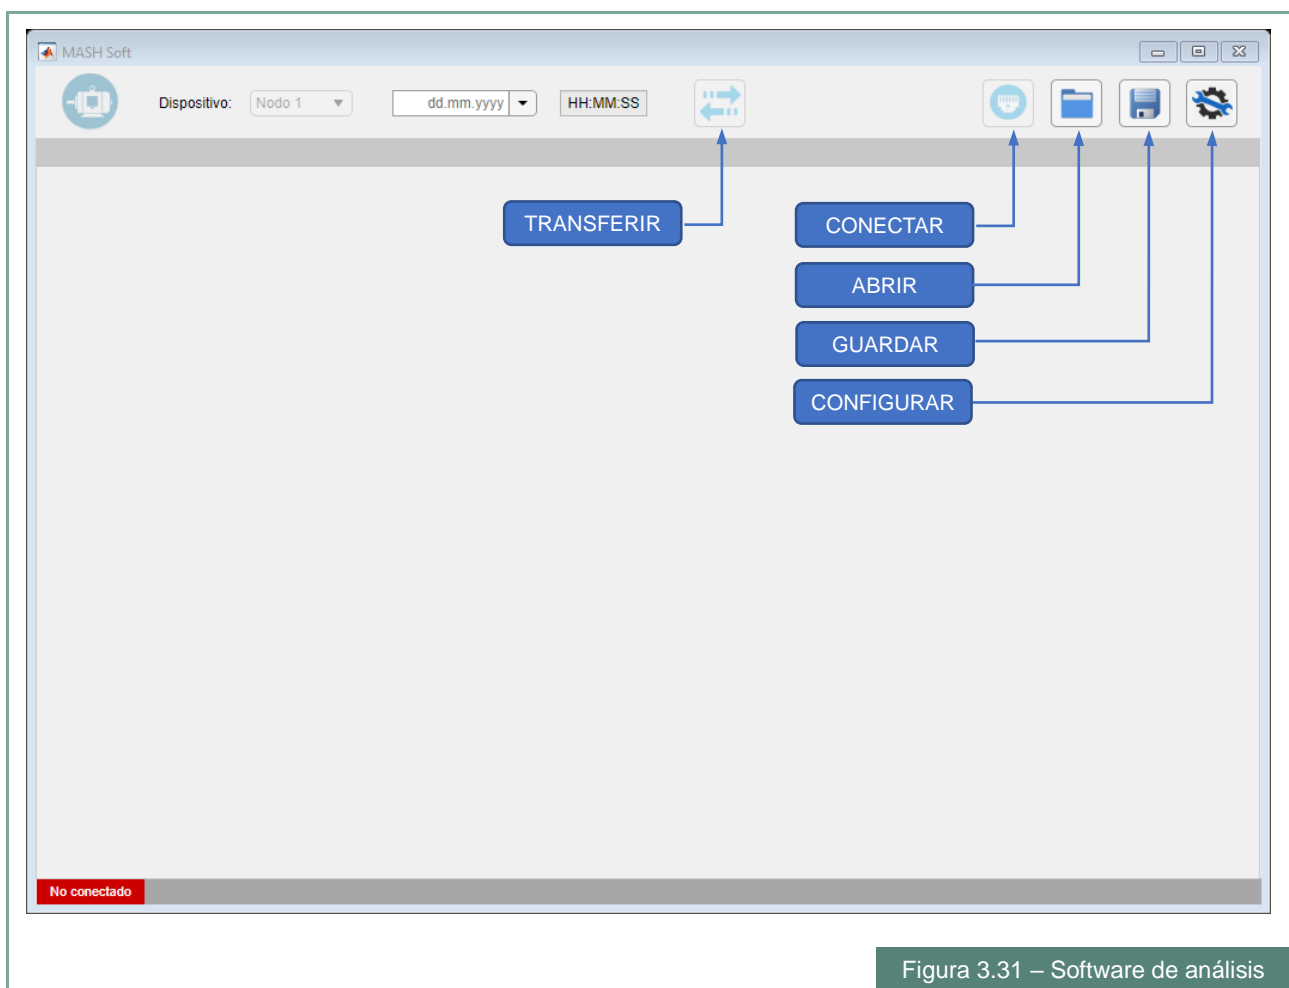 MASH Soft
Dispositivo: Nodo 1 dd.mm.yyyy HH:MM:SS
TRANSFERIR
CONECTAR
ABRIR
GUARDAR
CONFIGURAR
No conectado
Figura 3.31 – Software de análisis